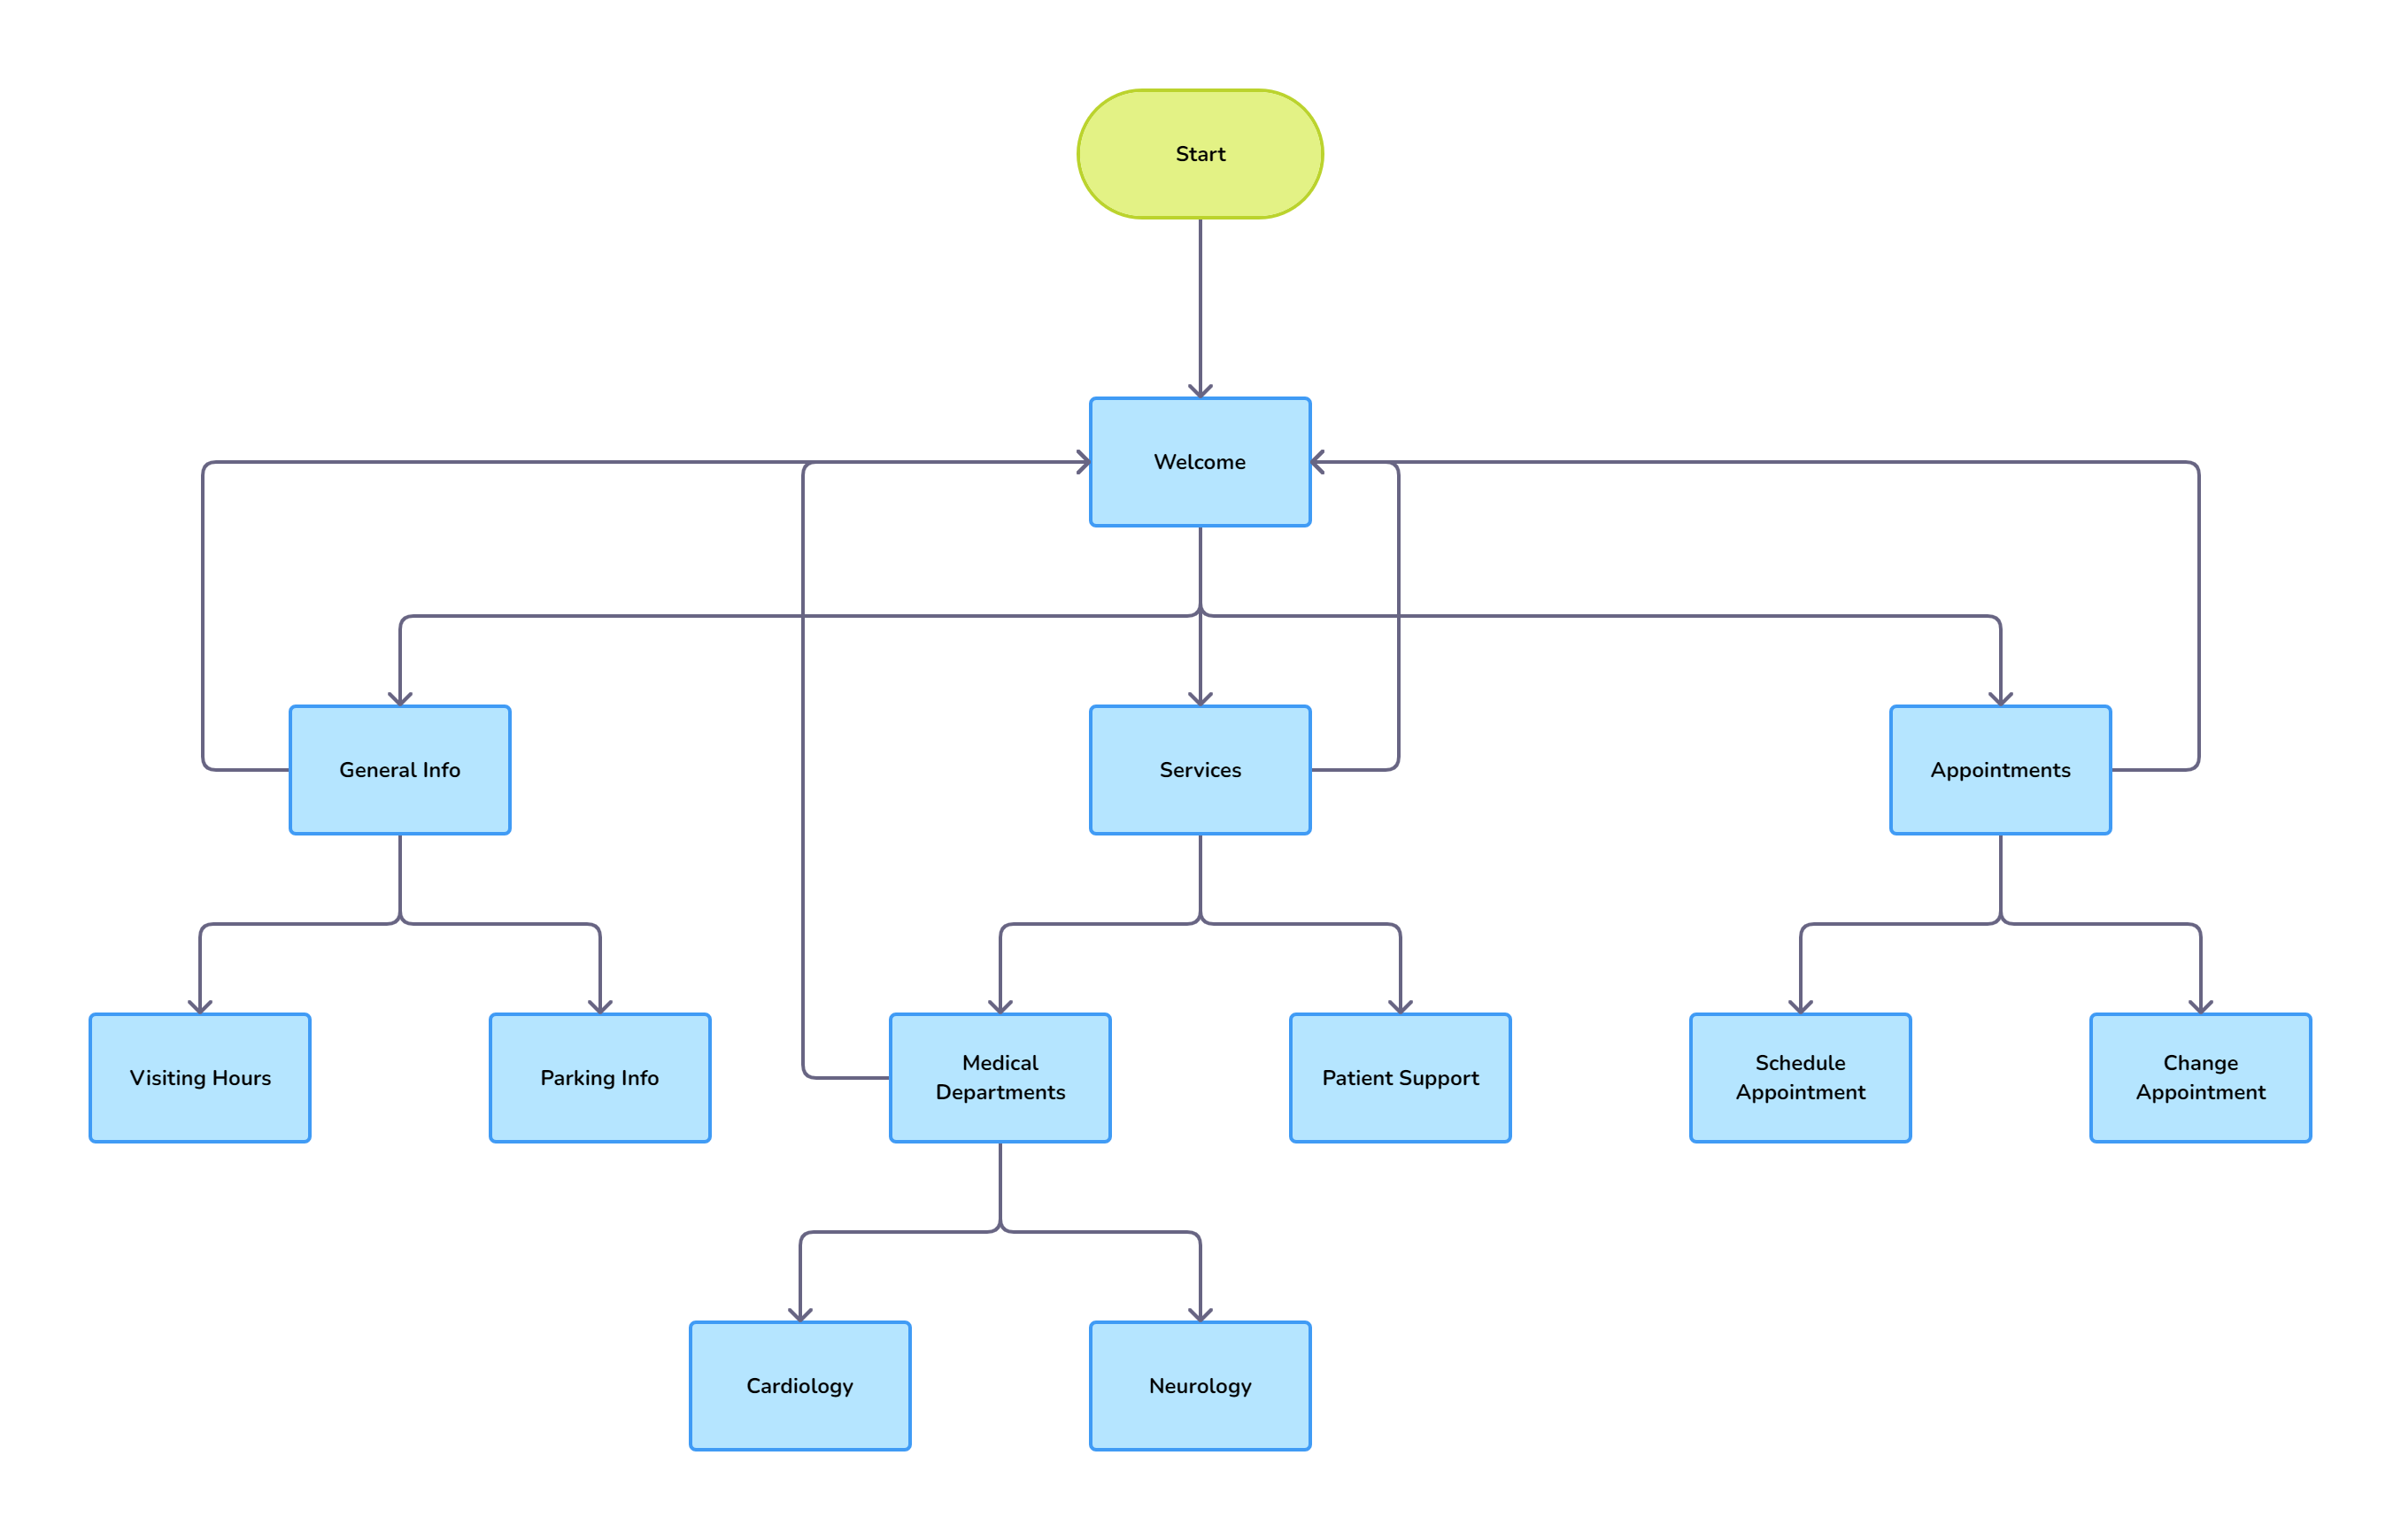 Start
Welcome
General Info
Services
Appointments
Visiting Hours
Parking Info
Medical
Departments
Patient Support
Schedule
Appointment
Change
Appointment
Cardiology
Neurology